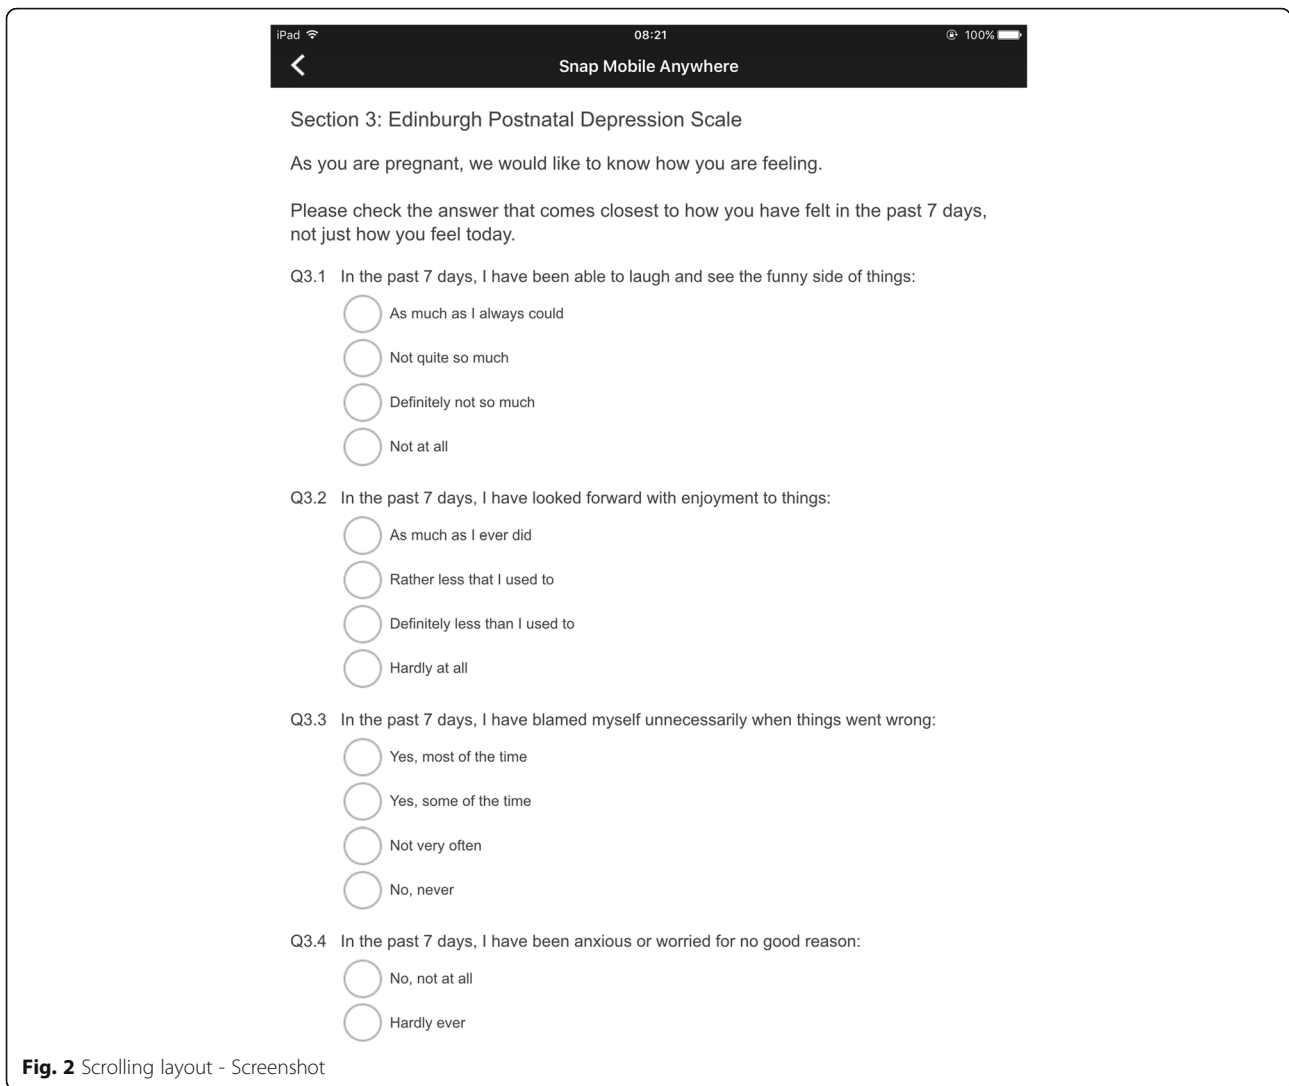 iPad 08:21 100%
Snap Mobile Anywhere
Section 3: Edinburgh Postnatal Depression Scale
As you are pregnant, we would like to know how you are feeling.
Please check the answer that comes closest to how you have felt in the past 7 days,
not just how you feel today.
Q3.1 In the past 7 days, I have been able to laugh and see the funny side of things:
As much as I always could
Not quite so much
Definitely not so much
Not at all
Q3.2 In the past 7 days, I have looked forward with enjoyment to things:
As much as I ever did
Rather less that I used to
Definitely less than I used to
Hardly at all
Q3.3 In the past 7 days, I have blamed myself unnecessarily when things went wrong:
Yes, most of the time
Yes, some of the time
Not very often
No, never
Q3.4 In the past 7 days, I have been anxious or worried for no good reason:
No, not at all
Hardly ever
Fig. 2 Scrolling layout - Screenshot